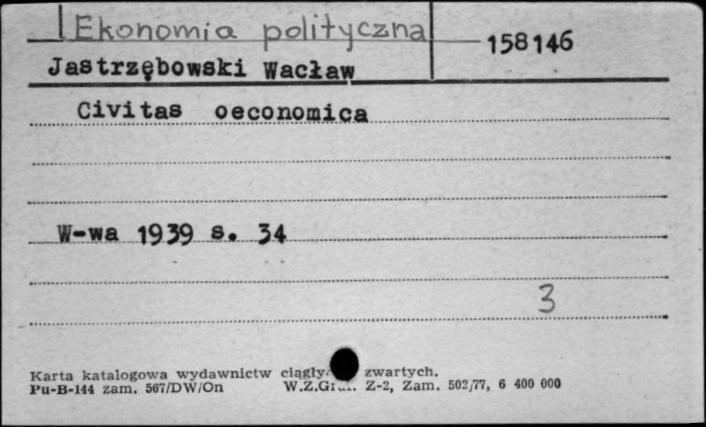 Ekonomia polityczna
158146
Jastrzębowski Wacław
Civitas oeconomica
W-wa 1939 s. 34
3
Karta katalogowa wydawnictw zwartych.
Pu-B-144 zam. 567/DW/On W.Z.Graf. Z-2, Zam. 502/77, 6 400 000